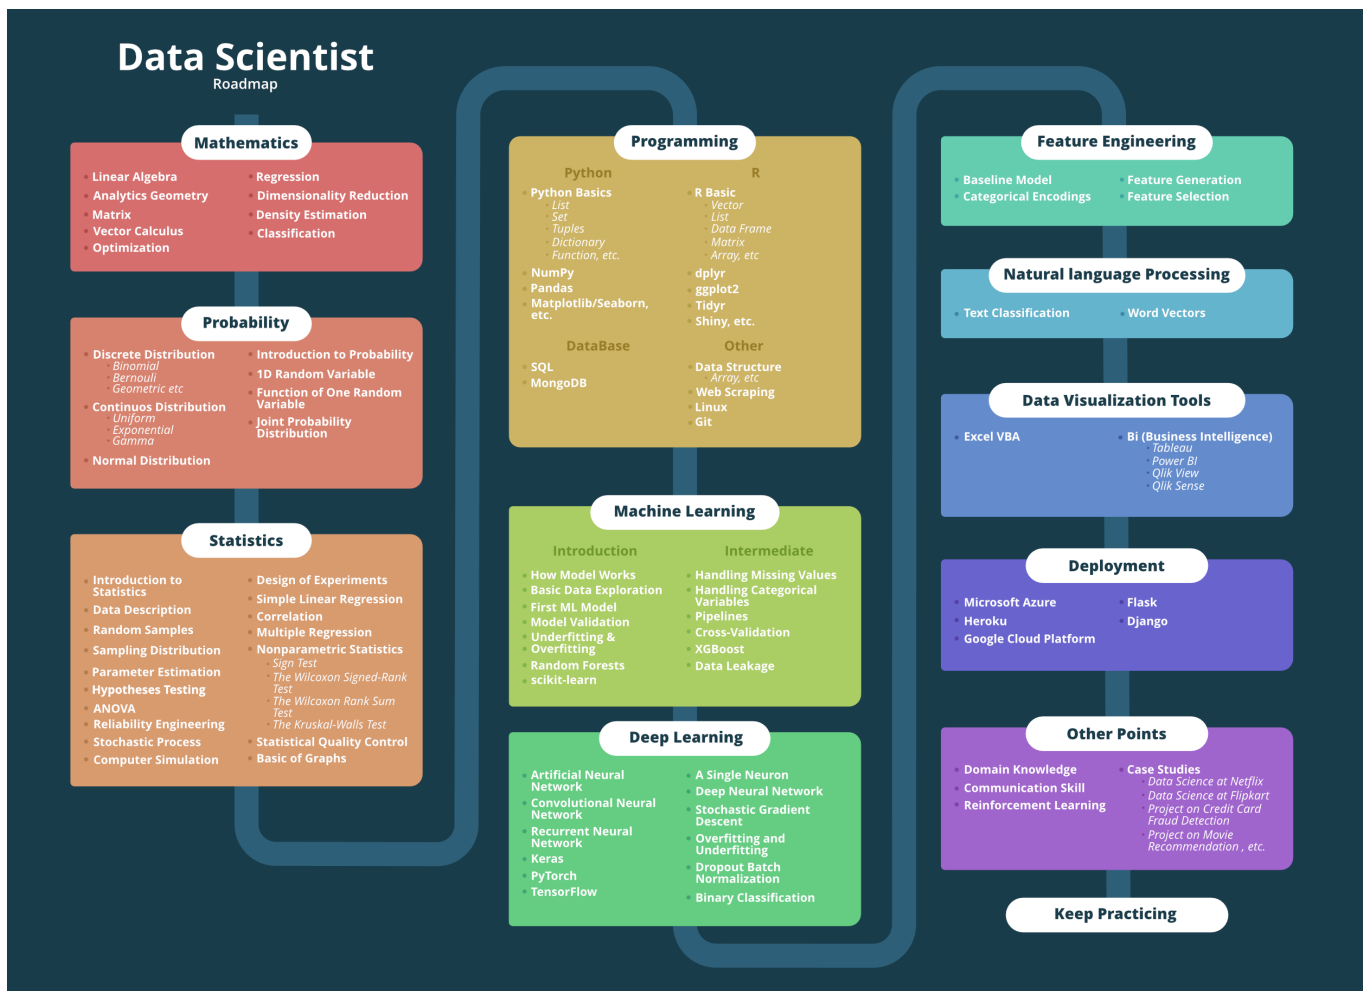 Data Scientist
Roadmap
Mathematics
Linear Algebra
Analytics Geometry
Matrix
Vector Calculus
Optimization
Regression
Dimensionality Reduction
Density Estimation
Classification
Probability
Discrete Distribution
Binomial
Bernouli
Geometric etc
Continuos Distribution
Uniform
Exponential
Gamma
Normal Distribution
Introduction to Probability
1D Random Variable
Function of One Random
Variable
Joint Probability
Distribution
Statistics
Introduction to
Statistics
Data Description
Random Samples
Sampling Distribution
Parameter Estimation
Hypotheses Testing
ANOVA
Reliability Engineering
Stochastic Process
Computer Simulation
Design of Experiments
Simple Linear Regression
Correlation
Multiple Regression
Nonparametric Statistics
Sign Test
The Wilcoxon Signed-Rank
Test
The Wilcoxon Rank Sum
Test
The Kruskal-Walls Test
Statistical Quality Control
Basic of Graphs
Programming
Python
Python Basics
List
Set
Tuples
Dictionary
Function, etc.
NumPy
Pandas
Matplotlib/Seaborn,
etc.
R
R Basic
Vector
List
Data Frame
Matrix
Array, etc
dplyr
ggplot2
Tidyr
Shiny, etc.
DataBase
SQL
MongoDB
Other
Data Structure
Array, etc
Web Scraping
Linux
Git
Machine Learning
Introduction
How Model Works
Basic Data Exploration
First ML Model
Model Validation
Underfitting &
Overfitting
Random Forests
scikit-learn
Intermediate
Handling Missing Values
Handling Categorical
Variables
Pipelines
Cross-Validation
XGBoost
Data Leakage
Deep Learning
Artificial Neural
Network
Convolutional Neural
Network
Recurrent Neural
Network
Keras
PyTorch
TensorFlow
A Single Neuron
Deep Neural Network
Stochastic Gradient
Descent
Overfitting and
Underfitting
Dropout Batch
Normalization
Binary Classification
Feature Engineering
Baseline Model
Categorical Encodings
Feature Generation
Feature Selection
Natural language Processing
Text Classification
Word Vectors
Data Visualization Tools
Excel VBA
Bi (Business Intelligence)
Tableau
Power BI
Qlik View
Qlik Sense
Deployment
Microsoft Azure
Heroku
Google Cloud Platform
Flask
Django
Other Points
Domain Knowledge
Communication Skill
Reinforcement Learning
Case Studies
Data Science at Netflix
Data Science at Flipkart
Project on Credit Card
Fraud Detection
Project on Movie
Recommendation , etc.
Keep Practicing